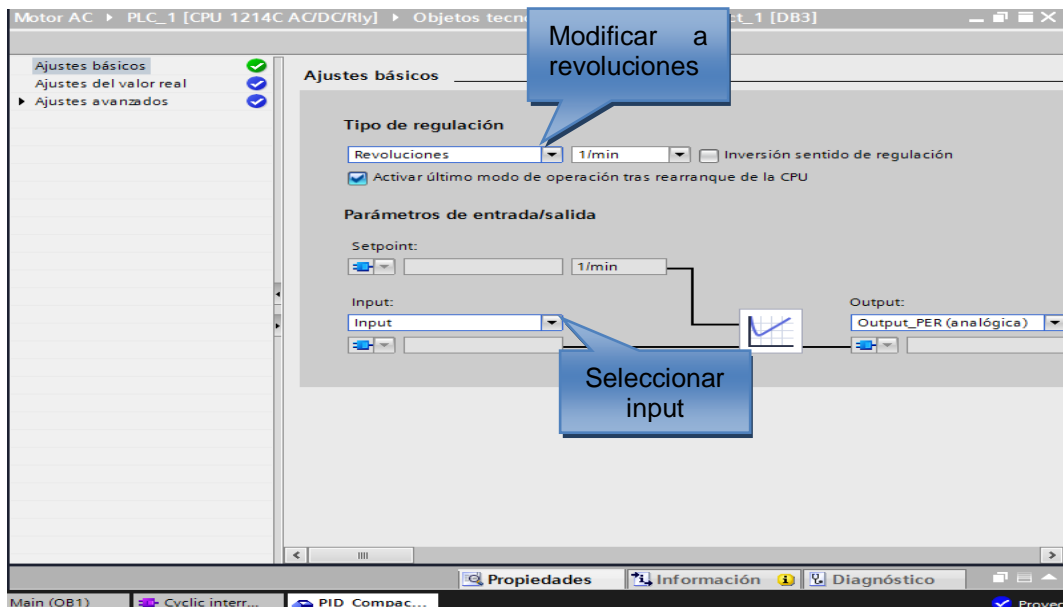 Motor AC ▸ PLC_1 [CPU 1214C AC/DC/Rly] ▸ Objetos tecn ct_1 [DB3]
Modificar a
revoluciones
Ajustes básicos
Ajustes del valor real
Ajustes avanzados
Ajustes básicos
Tipo de regulación
Revoluciones 1/min Inversión sentido de regulación
Activar último modo de operación tras rearranque de la CPU
Parámetros de entrada/salida
Setpoint:
1/min
Input: Output:
Input Output_PER (analógica)
Seleccionar
input
Propiedades Información Diagnóstico
Main (OB1) Cyclic interr... PID_Compac... Proyec